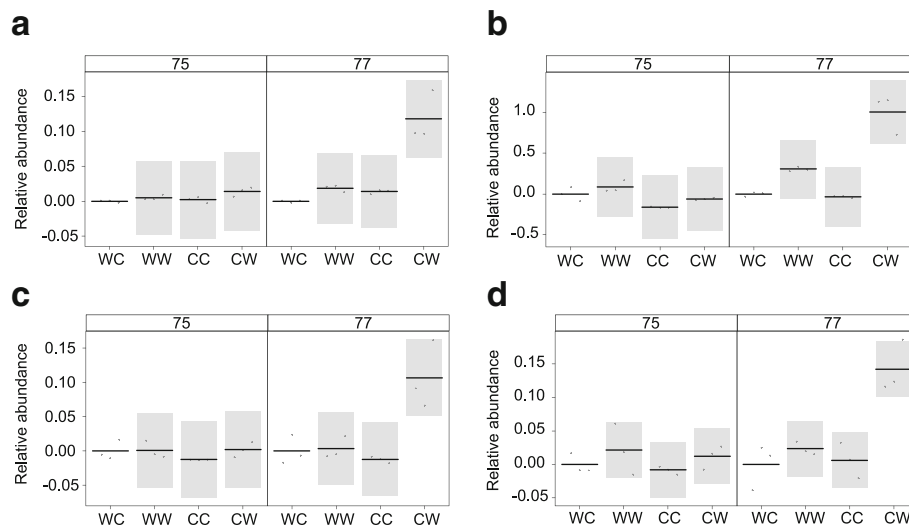 a
75 77
Relative abundance
0.15
0.10
0.05
0.00
-0.05
WC WW CC CW WC WW CC CW
b
75 77
Relative abundance
1.0
0.5
0.0
-0.5
WC WW CC CW WC WW CC CW
c
75 77
Relative abundance
0.15
0.10
0.05
0.00
-0.05
WC WW CC CW WC WW CC CW
d
75 77
Relative abundance
0.15
0.10
0.05
0.00
-0.05
WC WW CC CW WC WW CC CW